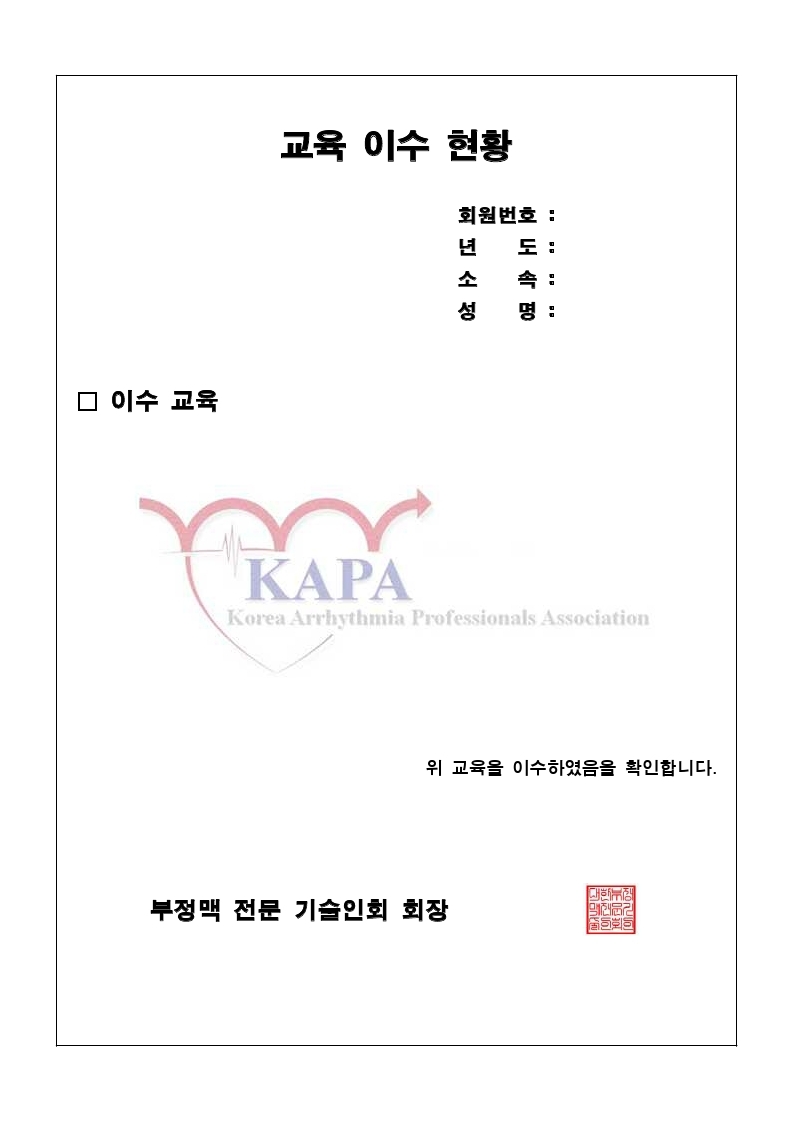 교육 이수 현황
회원번호 :
년 도 :
소 속 :
성 명 :
□ 이수 교육
KAPA
Korea Arrhythmia Professionals Association
위 교육을 이수하였음을 확인합니다.
부정맥 전문 기술인회 회장